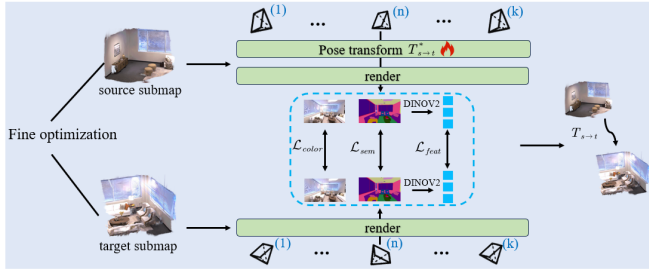 (1) ... (n) ... (k)
Pose transform T*s→t
render
source submap
Fine optimization
DINOV2
Lcolor Lsem Lfeat
Ts→t
DINOV2
target submap
render
(1) ... (n) ... (k)